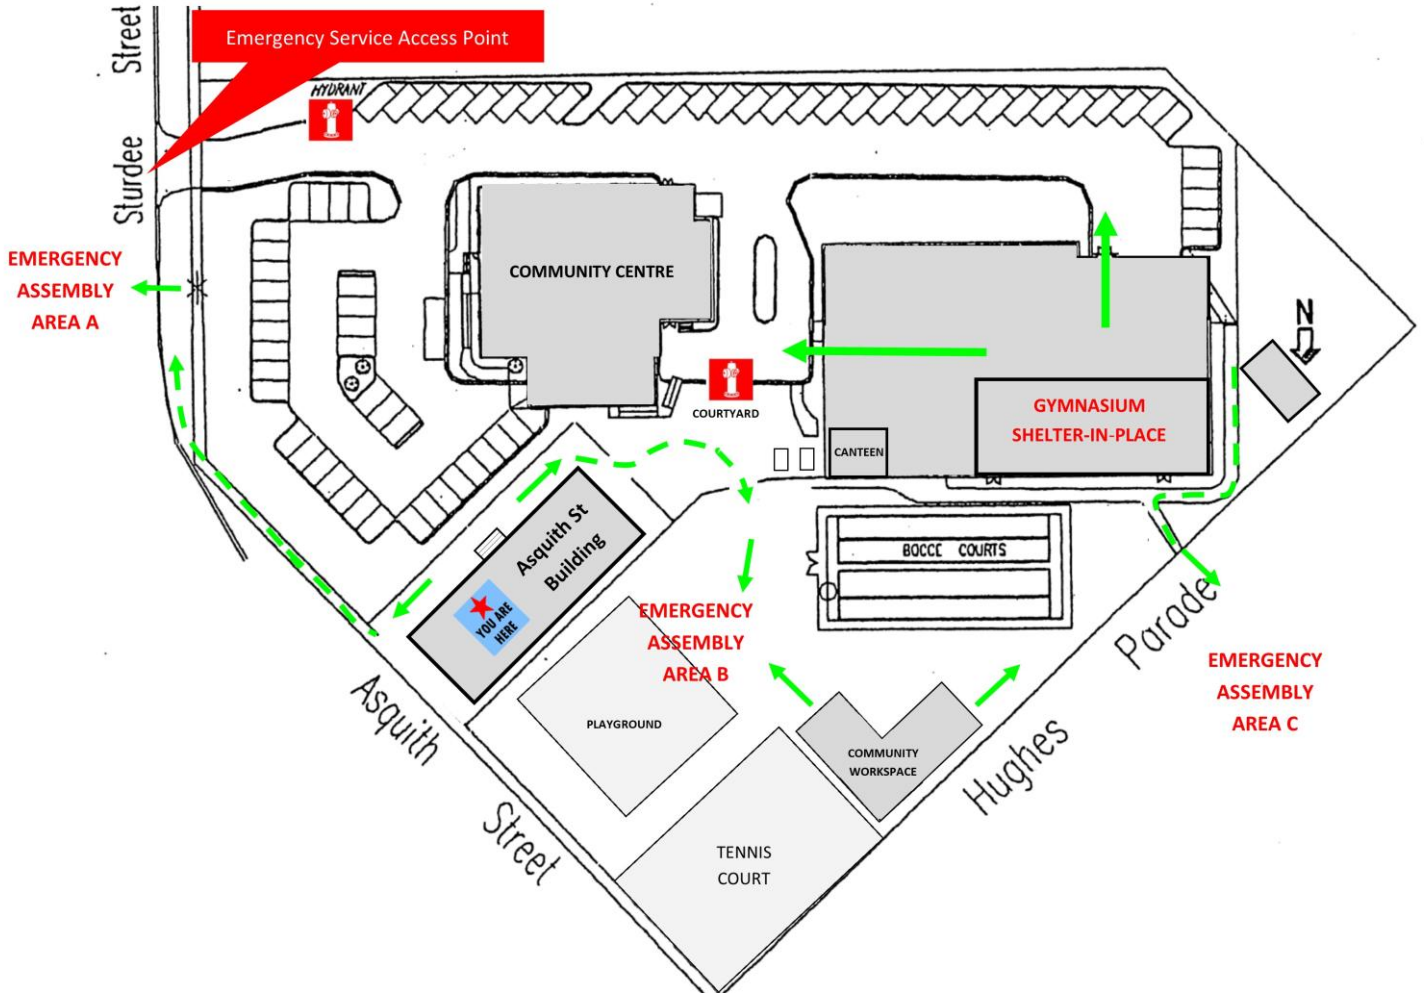 Emergency Service Access Point
Sturdee Street
HYDRANT
EMERGENCY
ASSEMBLY
AREA A
COMMUNITY CENTRE
N
COURTYARD
CANTEEN
GYMNASIUM
SHELTER-IN-PLACE
Asquith St
Building
YOU ARE
HERE
BOCCE COURTS
EMERGENCY
ASSEMBLY
AREA B
EMERGENCY
ASSEMBLY
AREA C
PLAYGROUND
COMMUNITY
WORKSPACE
TENNIS
COURT
Asquith Street
Hughes Parade